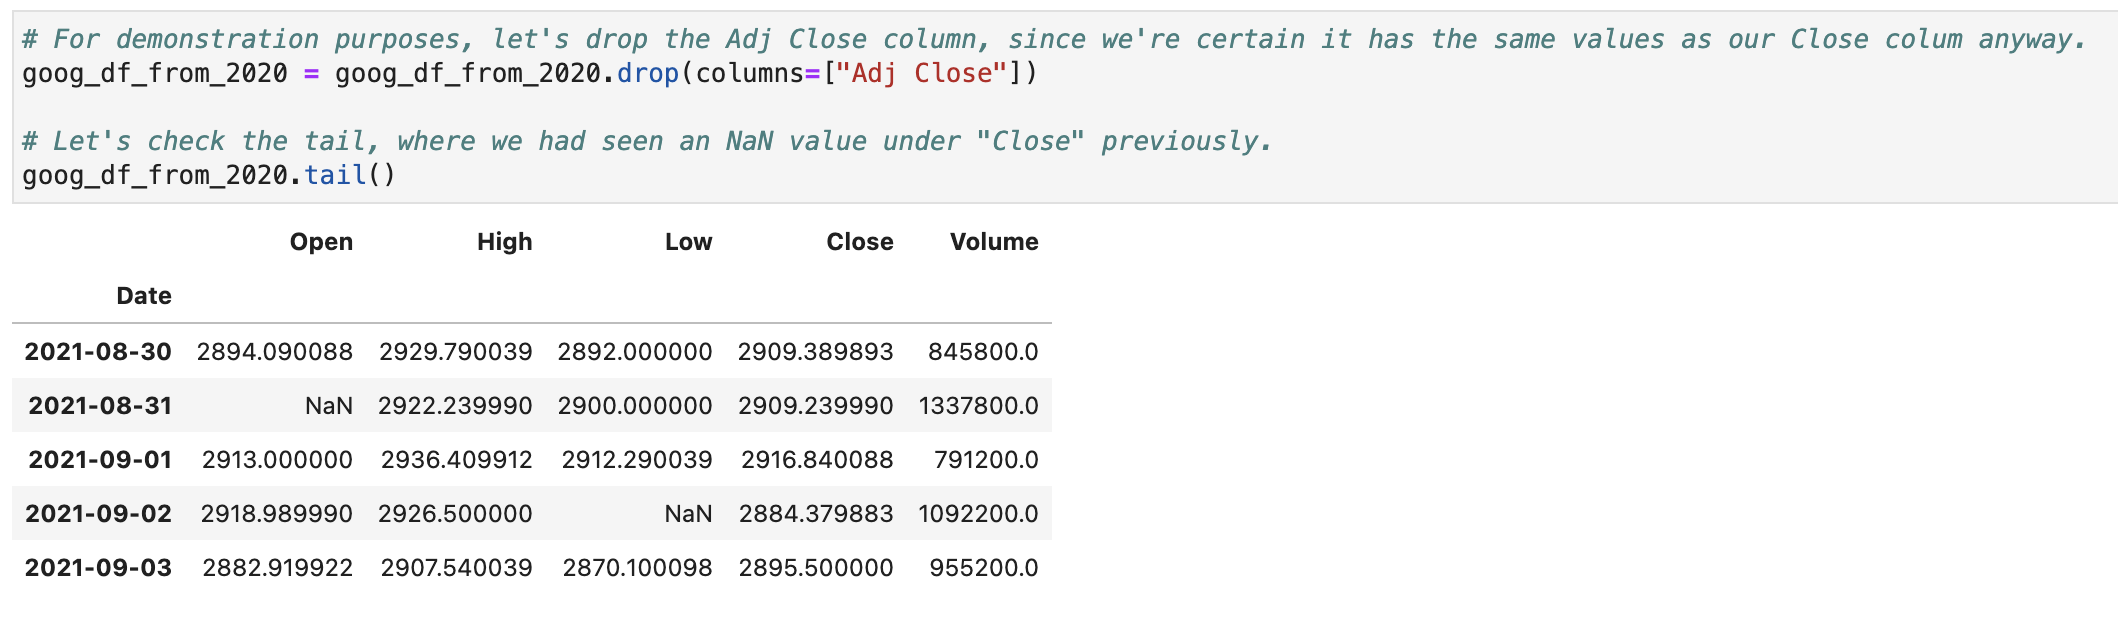 # For demonstration purposes, let's drop the Adj Close column, since we're certain it has the same values as our Close colum anyway.
goog_df_from_2020 = goog_df_from_2020.drop(columns=["Adj Close"])
# Let's check the tail, where we had seen an NaN value under "Close" previously.
goog_df_from_2020.tail()
Open High Low Close Volume
Date
2021-08-30 2894.090088 2929.790039 2892.000000 2909.389893 845800.0
2021-08-31 NaN 2922.239990 2900.000000 2909.239990 1337800.0
2021-09-01 2913.000000 2936.409912 2912.290039 2916.840088 791200.0
2021-09-02 2918.989990 2926.500000 NaN 2884.379883 1092200.0
2021-09-03 2882.919922 2907.540039 2870.100098 2895.500000 955200.0